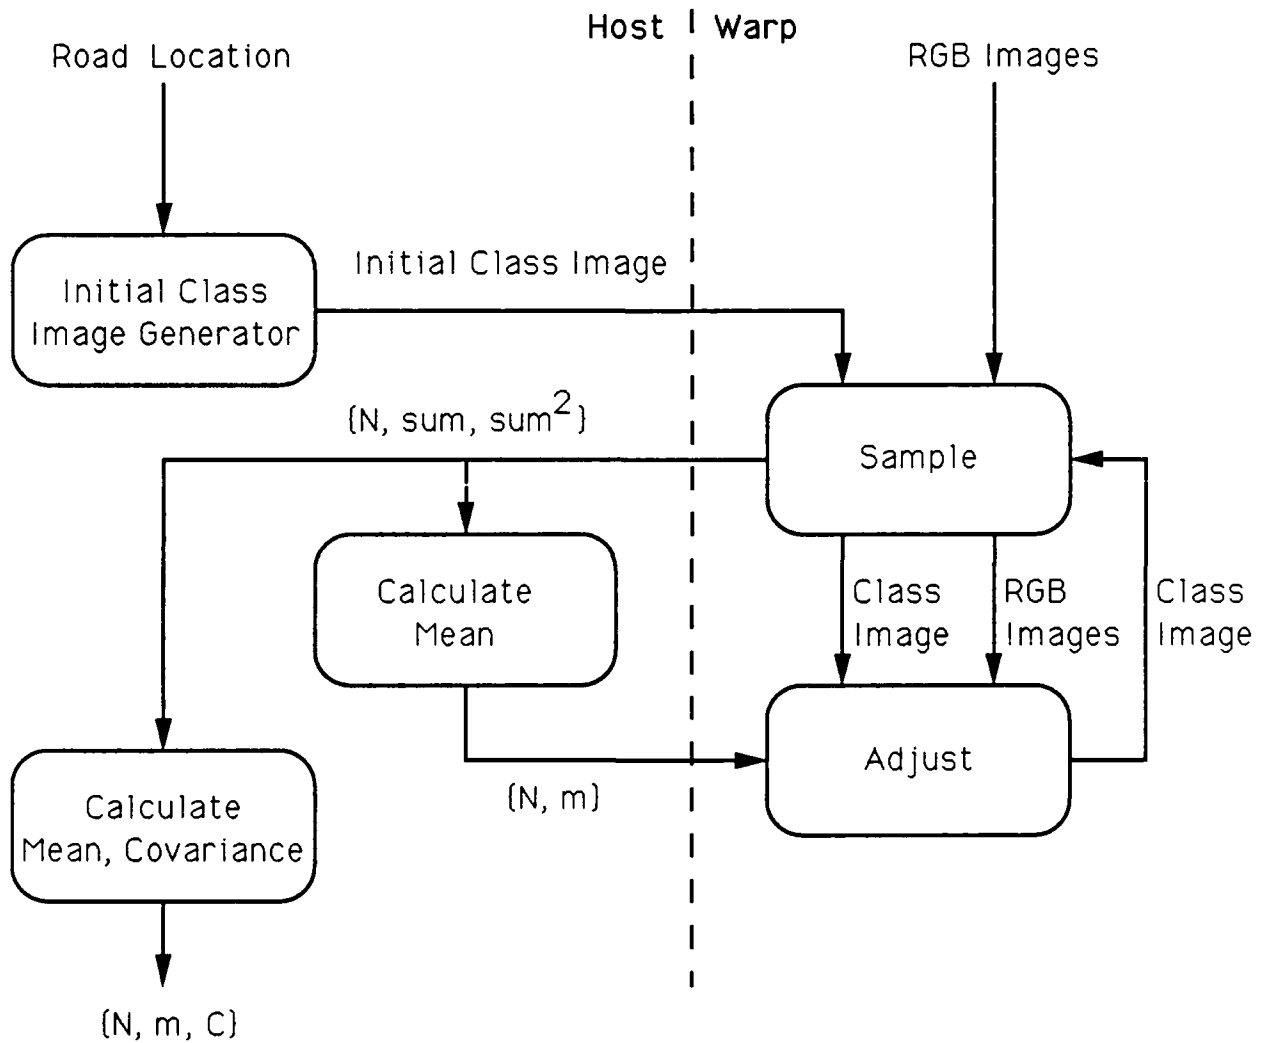 Host | Warp
Road Location
RGB Images
Initial Class Image
Initial Class
Image Generator
{N, sum, sum²}
Sample
Calculate
Mean
Class
Image
RGB
Images
Class
Image
Adjust
{N, m}
Calculate
Mean, Covariance
{N, m, C}